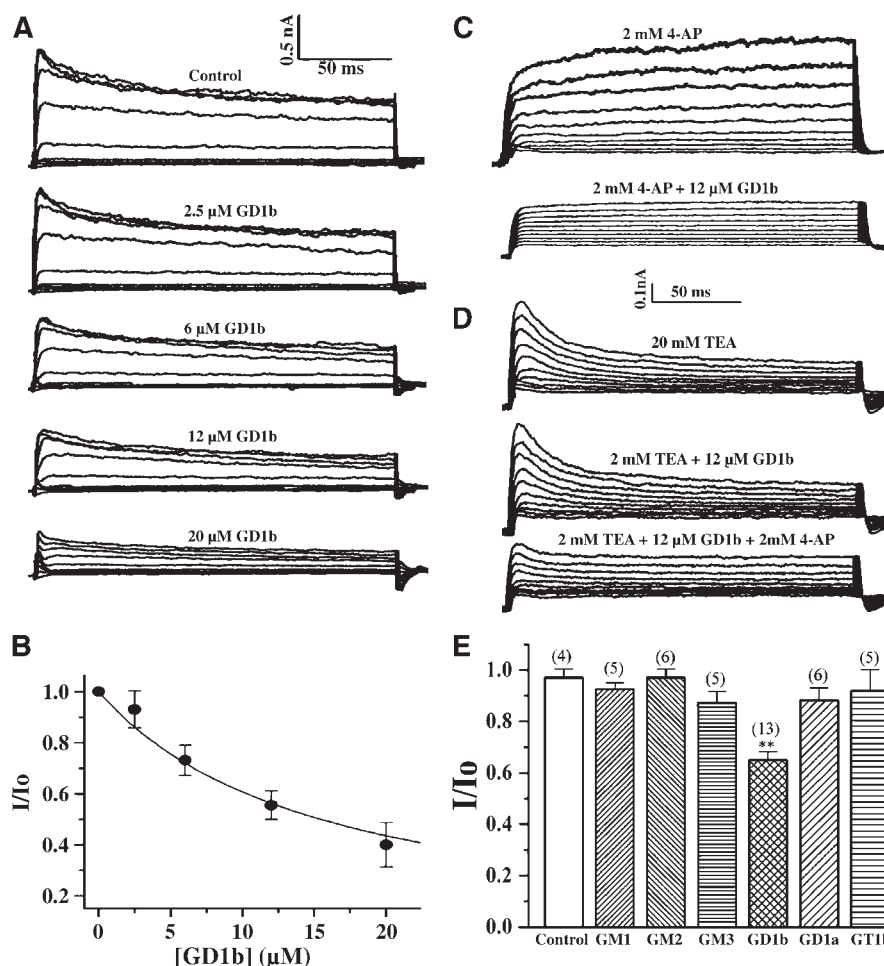 A
0.5 nA
50 ms
Control
2.5 µM GD1b
6 µM GD1b
12 µM GD1b
20 µM GD1b
B
I/Io
1.0
0.8
0.6
0.4
0.2
0 5 10 15 20
[GD1b] (µM)
C
2 mM 4-AP
2 mM 4-AP + 12 µM GD1b
0.1nA
50 ms
D
20 mM TEA
2 mM TEA + 12 µM GD1b
2 mM TEA + 12 µM GD1b + 2mM 4-AP
E
I/Io
1.0
0.8
0.6
0.4
0.2
0.0
(4) (5) (6) (5) (13) (6) (5)
**
Control GM1 GM2 GM3 GD1b GD1a